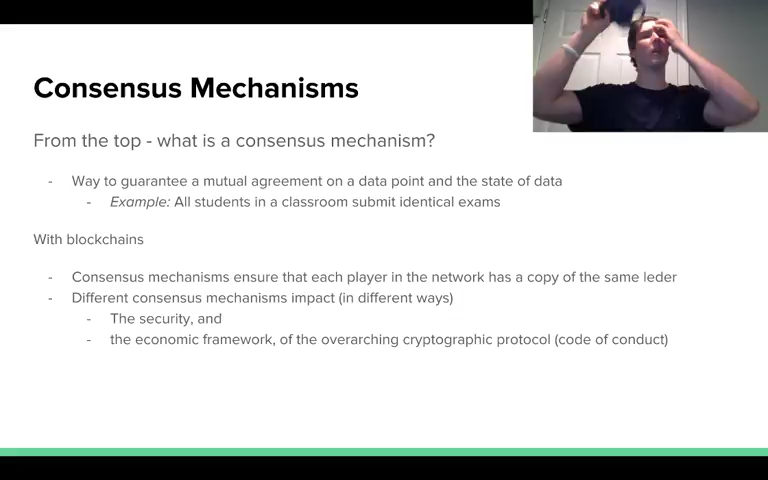 Consensus Mechanisms
From the top - what is a consensus mechanism?
- Way to guarantee a mutual agreement on a data point and the state of data
- Example: All students in a classroom submit identical exams
With blockchains
- Consensus mechanisms ensure that each player in the network has a copy of the same leder
- Different consensus mechanisms impact (in different ways)
- The security, and
- the economic framework, of the overarching cryptographic protocol (code of conduct)